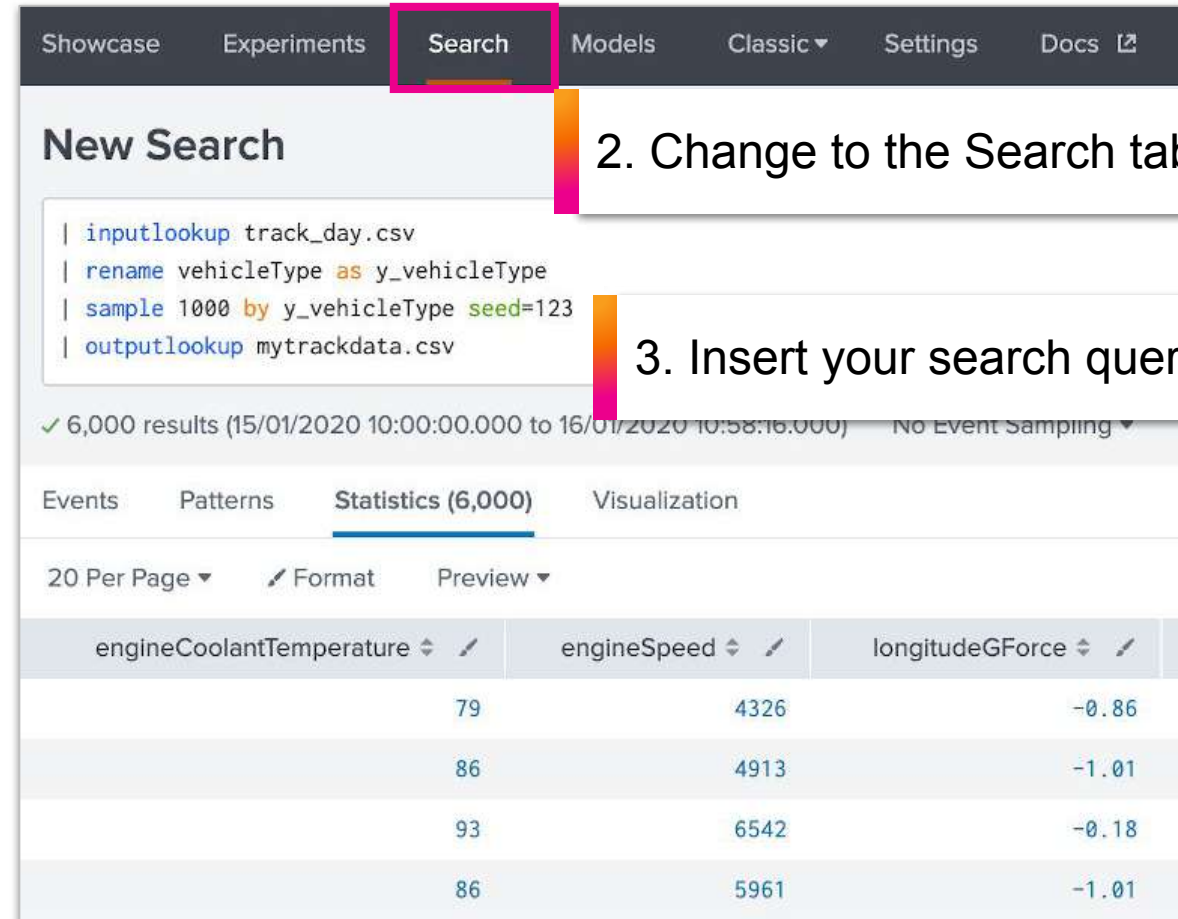 Showcase Experiments Search Models Classic Settings Docs
New Search
2. Change to the Search
| inputlookup track_day.csv
| rename vehicleType as y_vehicleType
| sample 1000 by y_vehicleType seed=123
| outputlookup mytrackdata.csv
3. Insert your search
6,000 results (15/01/2020 10:00:00.000 to 16/01/2020 10:58:16.000) No Event Sampling
Events Patterns Statistics (6,000) Visualization
20 Per Page Format Preview
engineCoolantTemperature engineSpeed longitudeGForce
79 4326 -0.86
86 4913 -1.01
93 6542 -0.18
86 5961 -1.01